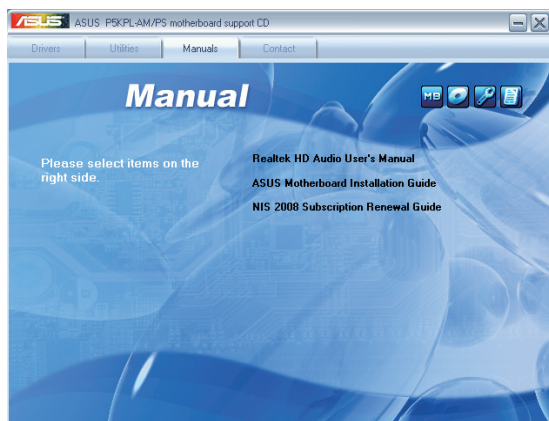 ASUS ASUS P5KPL-AM/PS motherboard support CD
Drivers Utilities Manuals Contact
Manual
MB
Please select items on the
right side.
Realtek HD Audio User's Manual
ASUS Motherboard Installation Guide
NIS 2008 Subscription Renewal Guide